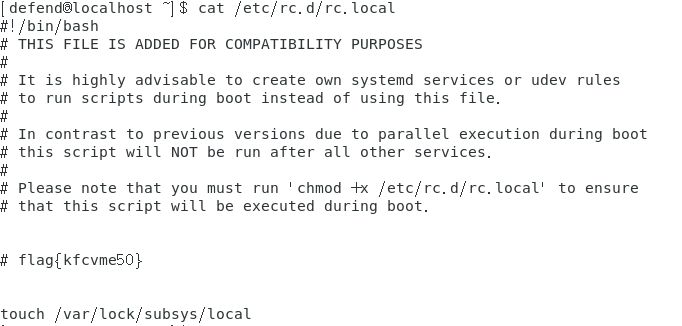 [defend@localhost ~]$ cat /etc/rc.d/rc.local
#!/bin/bash
# THIS FILE IS ADDED FOR COMPATIBILITY PURPOSES
#
# It is highly advisable to create own systemd services or udev rules
# to run scripts during boot instead of using this file.
#
# In contrast to previous versions due to parallel execution during boot
# this script will NOT be run after all other services.
#
# Please note that you must run 'chmod +x /etc/rc.d/rc.local' to ensure
# that this script will be executed during boot.
# flag{kfcvme50}
touch /var/lock/subsys/local